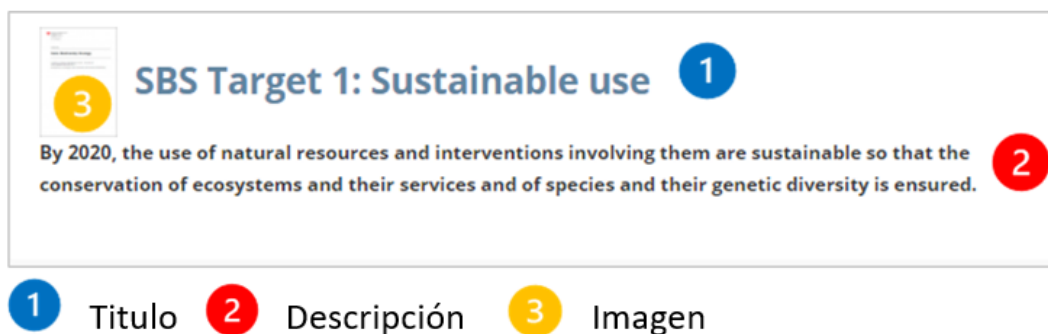 SBS Target 1: Sustainable use 1
3
By 2020, the use of natural resources and interventions involving them are sustainable so that the
conservation of ecosystems and their services and of species and their genetic diversity is ensured.
2
1 Titulo 2 Descripción 3 Imagen